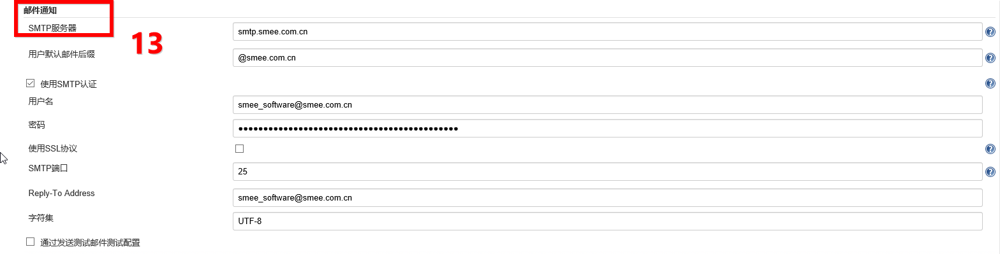 邮件通知
SMTP服务器
smtp.smee.com.cn
13
用户默认邮件后缀
@smee.com.cn
使用SMTP认证
用户名
smee_software@smee.com.cn
密码
使用SSL协议
SMTP端口
25
Reply-To Address
smee_software@smee.com.cn
字符集
UTF-8
通过发送测试邮件测试配置